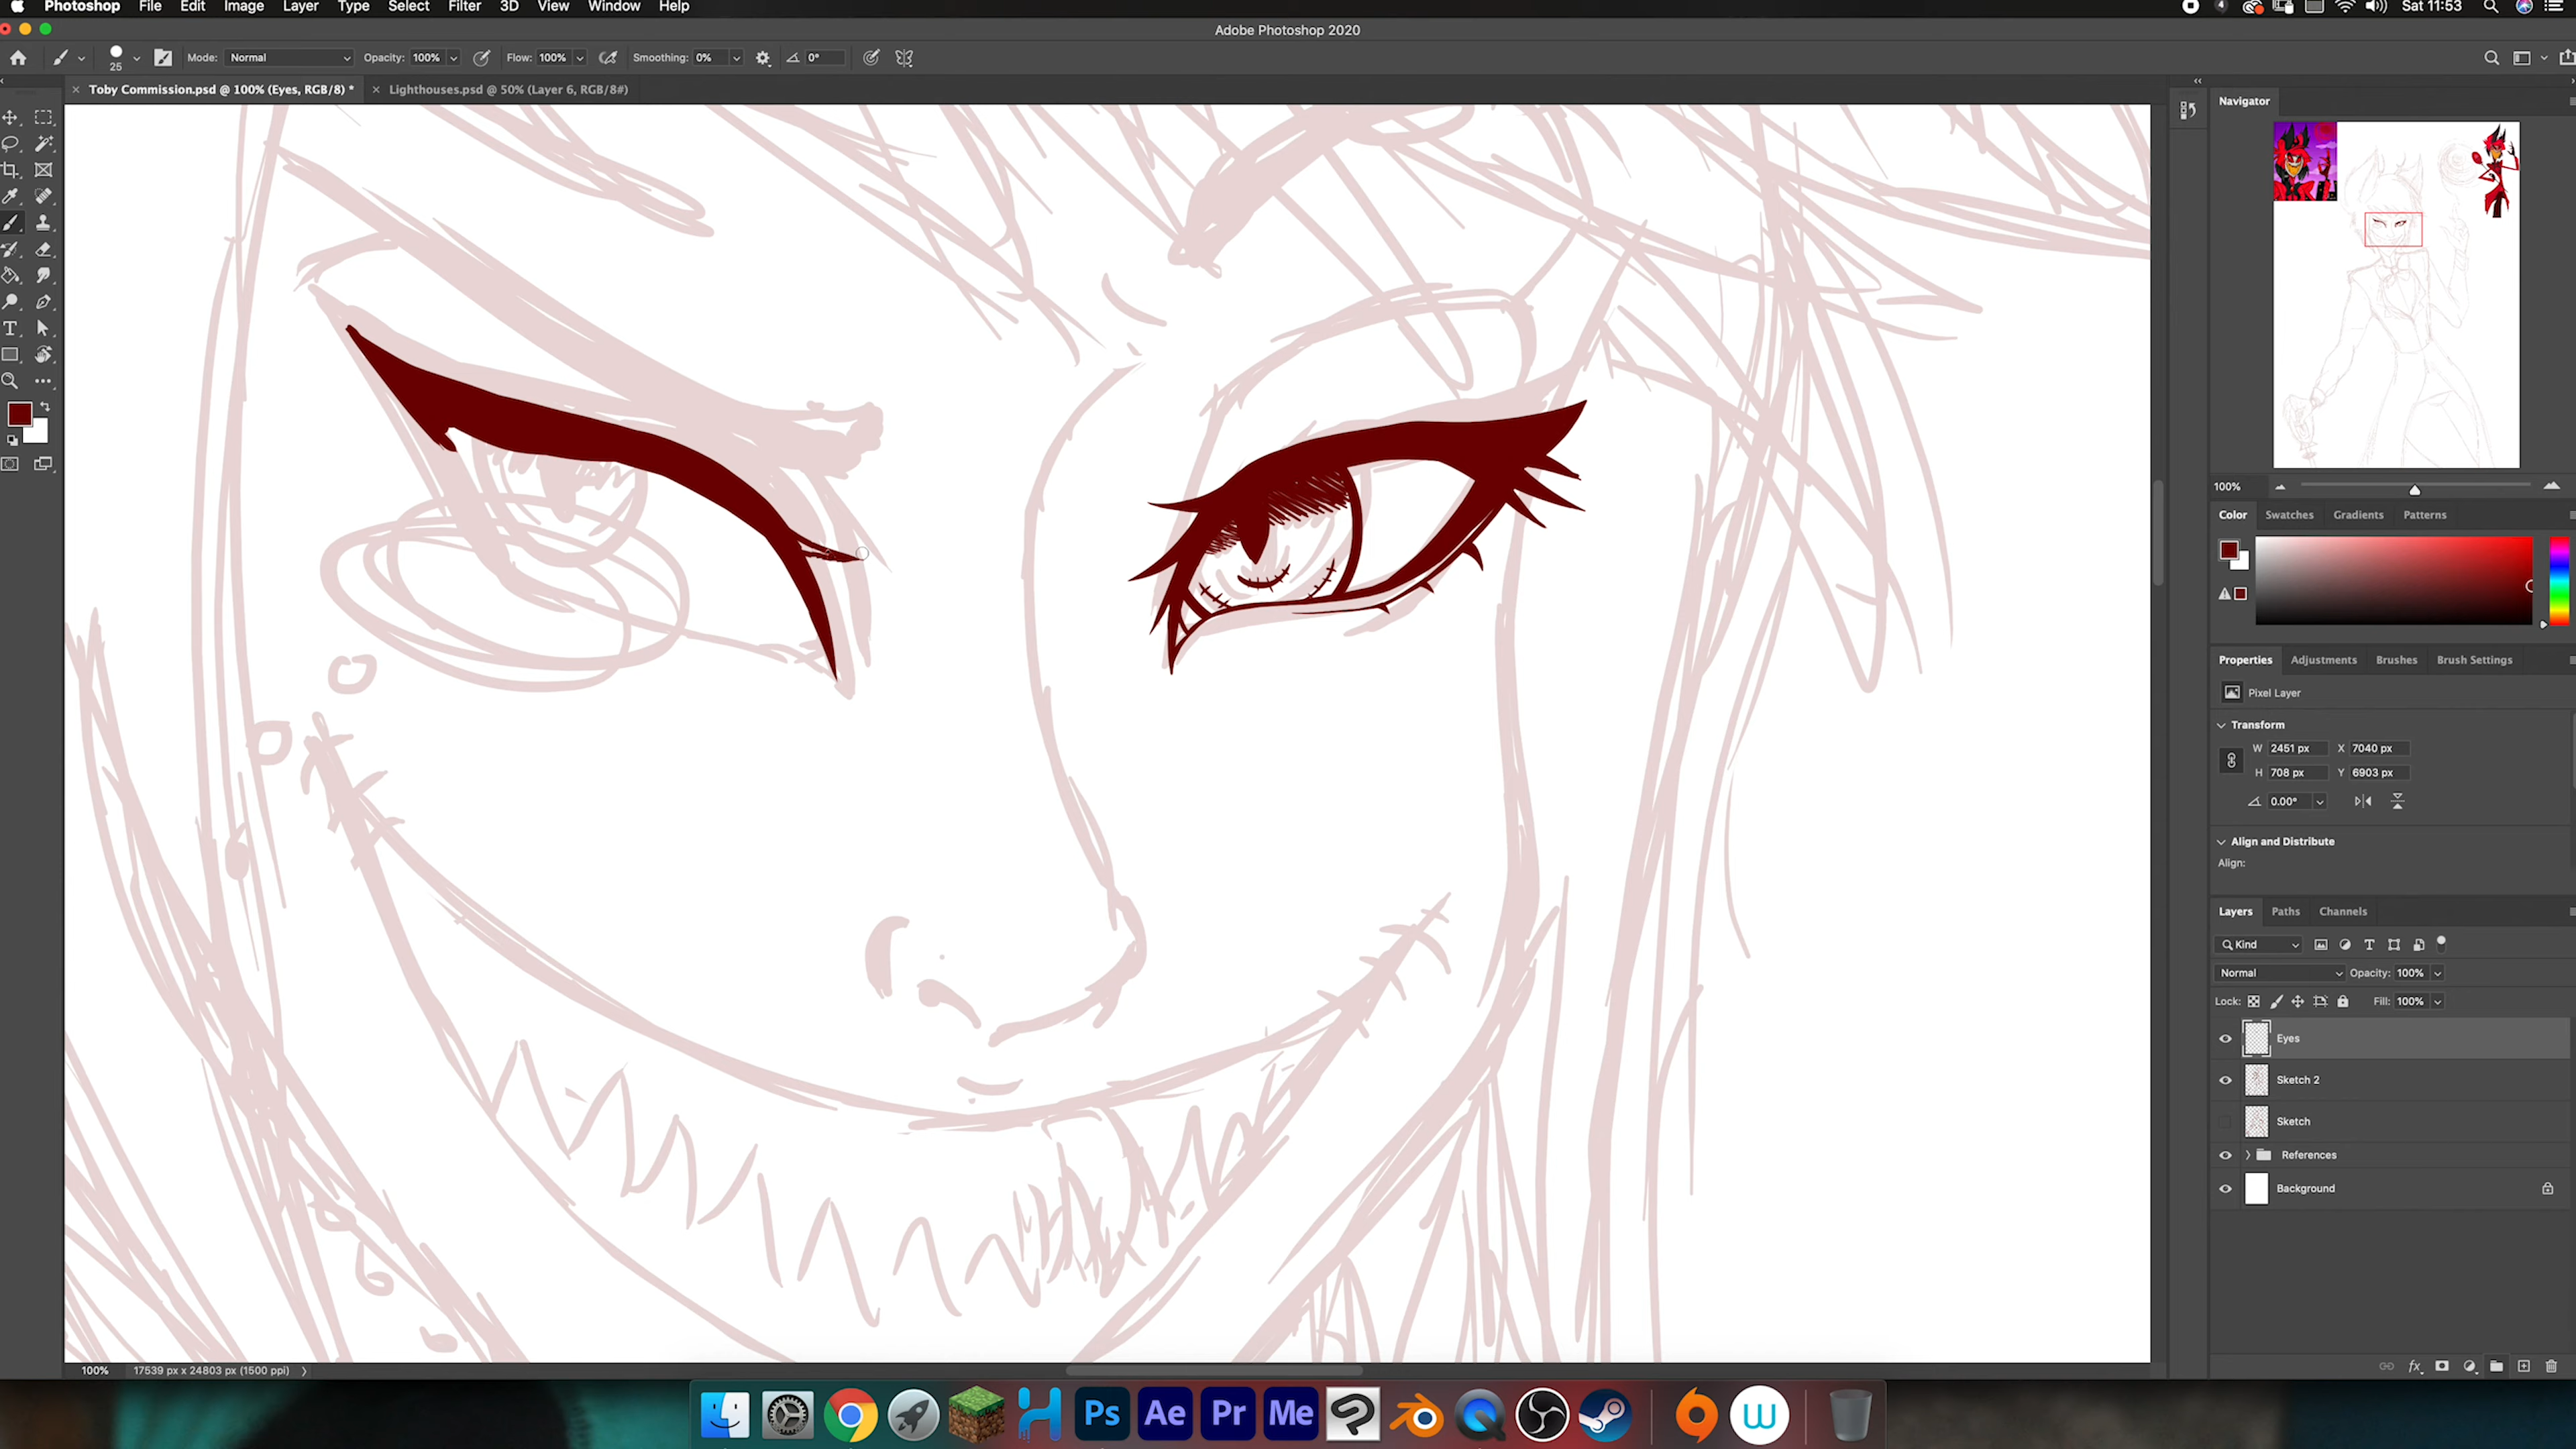 Photoshop File Edit Image Layer Type Select Filter 3D View Window Help Sat 11:53
Adobe Photoshop 2020
25 Mode: Normal Opacity: 100% Flow: 100% Smoothing: 0% 0°
Toby Commission.psd @ 100% (Eyes, RGB/8) * Lighthouses.psd @ 50% (Layer 6, RGB/8#)
Navigator
100%
Color Swatches Gradients Patterns
Properties Adjustments Brushes Brush Settings
Pixel Layer
Transform
W 2451 px X 7040 px
H 708 px Y 6903 px
0.00°
Align and Distribute
Align:
Layers Paths Channels
Kind
Normal Opacity: 100%
Lock: Fill: 100%
Eyes
Sketch 2
Sketch
References
Background
100% 17539 px x 24803 px (1500 ppi)
Ps Ae Pr Me